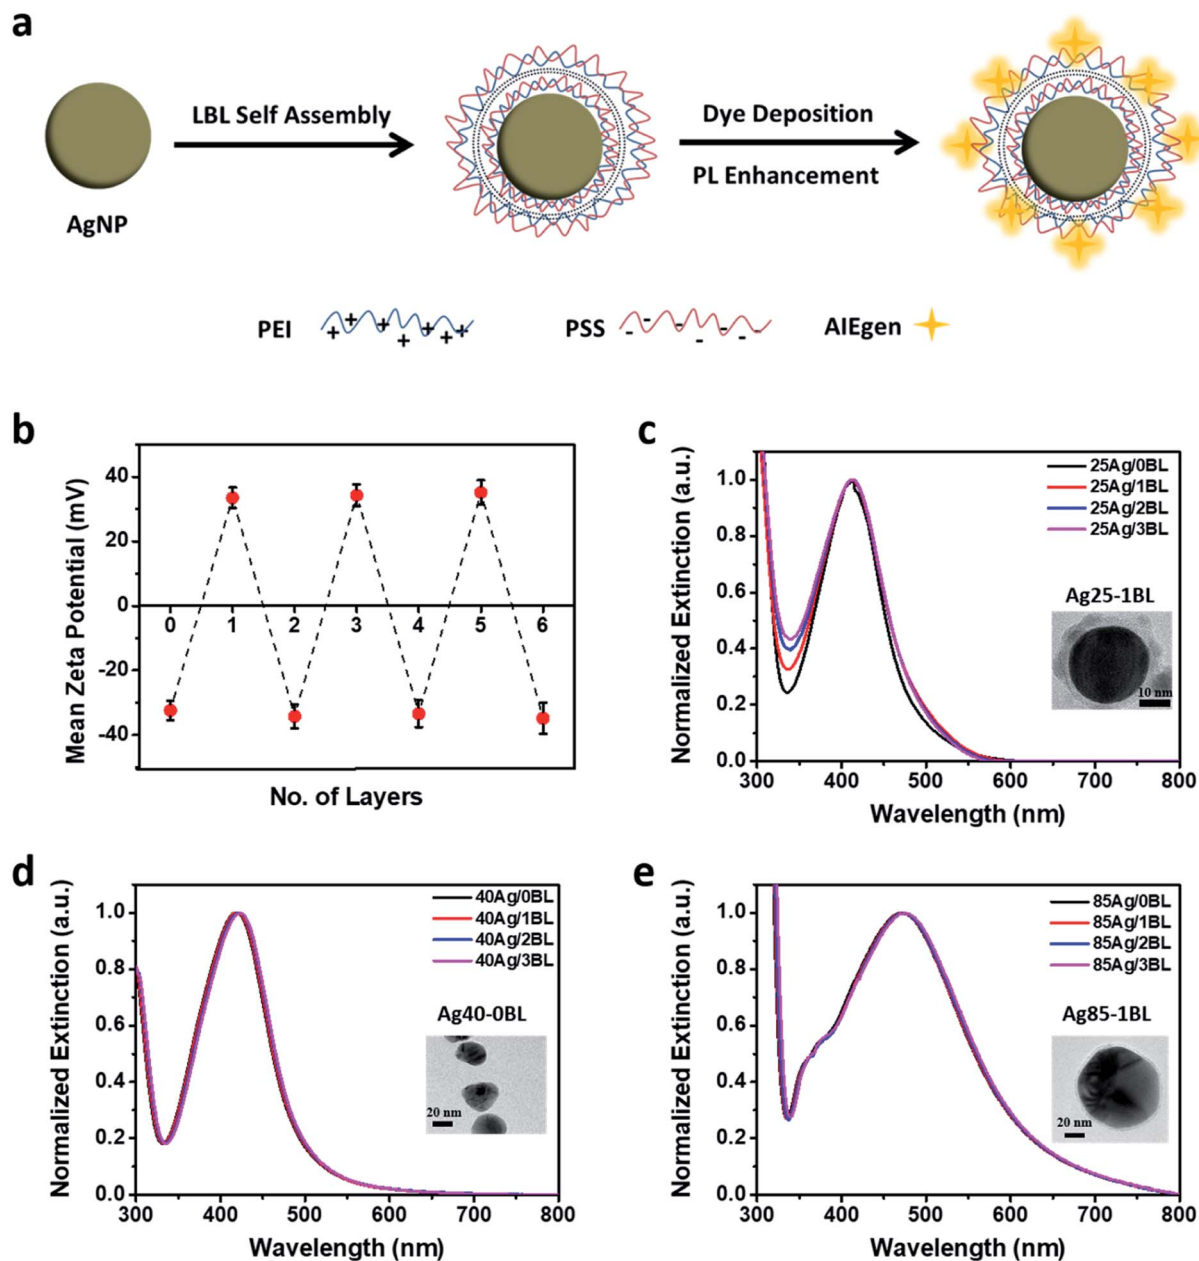 a
LBL Self Assembly
Dye Deposition
PL Enhancement
AgNP
PEI
+ + + + + + +
PSS
- - - - - - -
AIEgen
b
Mean Zeta Potential (mV)
40
20
0
-20
-40
0 1 2 3 4 5 6
No. of Layers
c
Normalized Extinction (a.u.)
1.0
0.8
0.6
0.4
0.2
0.0
25Ag/0BL
25Ag/1BL
25Ag/2BL
25Ag/3BL
Ag25-1BL
10 nm
300 400 500 600 700 800
Wavelength (nm)
d
Normalized Extinction (a.u.)
1.0
0.8
0.6
0.4
0.2
0.0
40Ag/0BL
40Ag/1BL
40Ag/2BL
40Ag/3BL
Ag40-0BL
20 nm
300 400 500 600 700 800
Wavelength (nm)
e
Normalized Extinction (a.u.)
1.0
0.8
0.6
0.4
0.2
0.0
85Ag/0BL
85Ag/1BL
85Ag/2BL
85Ag/3BL
Ag85-1BL
20 nm
300 400 500 600 700 800
Wavelength (nm)